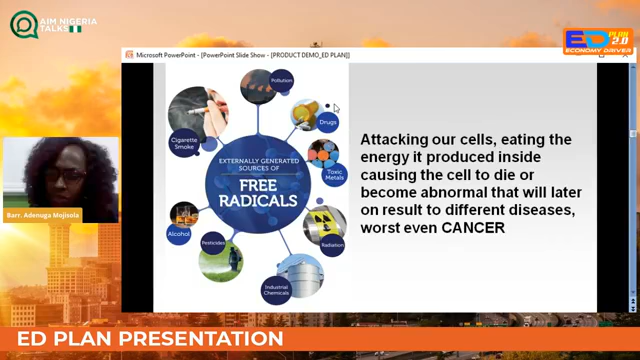 AIM NIGERIA
TALKS
ED PLAN
2.0
ECONOMY DRIVER
Microsoft PowerPoint - [PowerPoint Slide Show - [PRODUCT DEMO_ED PLAN]]
Pollution
Cigarette
Smoke
Drugs
EXTERNALLY GENERATED
SOURCES OF
FREE
RADICALS
Toxic
Metals
Alcohol
Pesticides
Radiation
Industrial
Chemicals
Attacking our cells, eating the
energy it produced inside
causing the cell to die or
become abnormal that will later
on result to different diseases,
worst even CANCER
Barr. Adenuga Mojisola
ED PLAN PRESENTATION